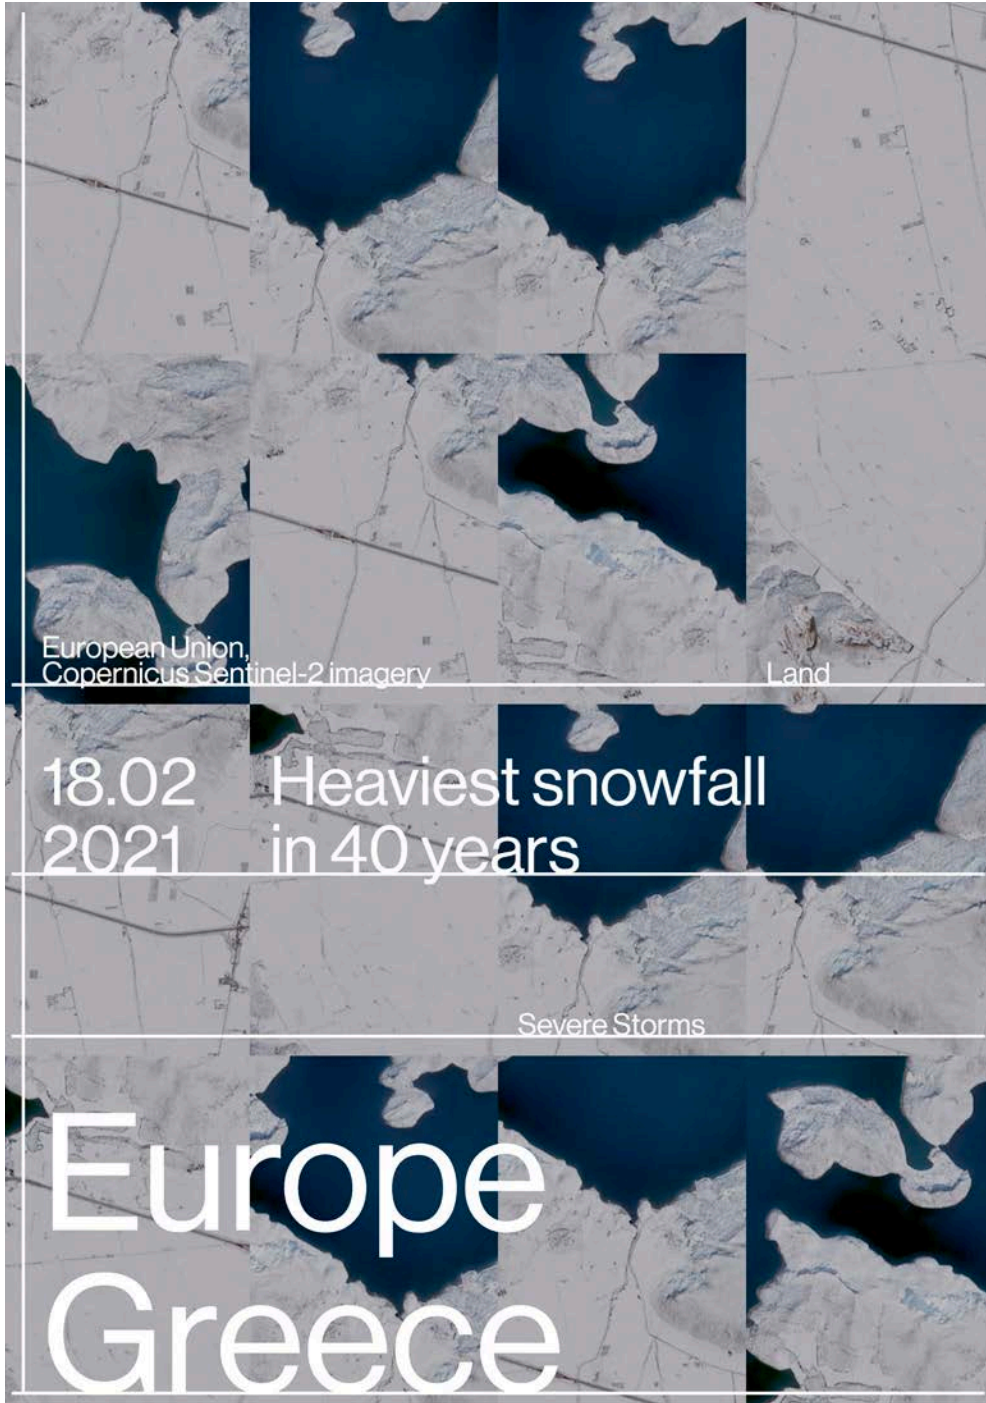 European Union,
Copernicus Sentinel-2 imagery
Land
18.02
2021
Heaviest snowfall
in 40 years
Severe Storms
Europe
Greece